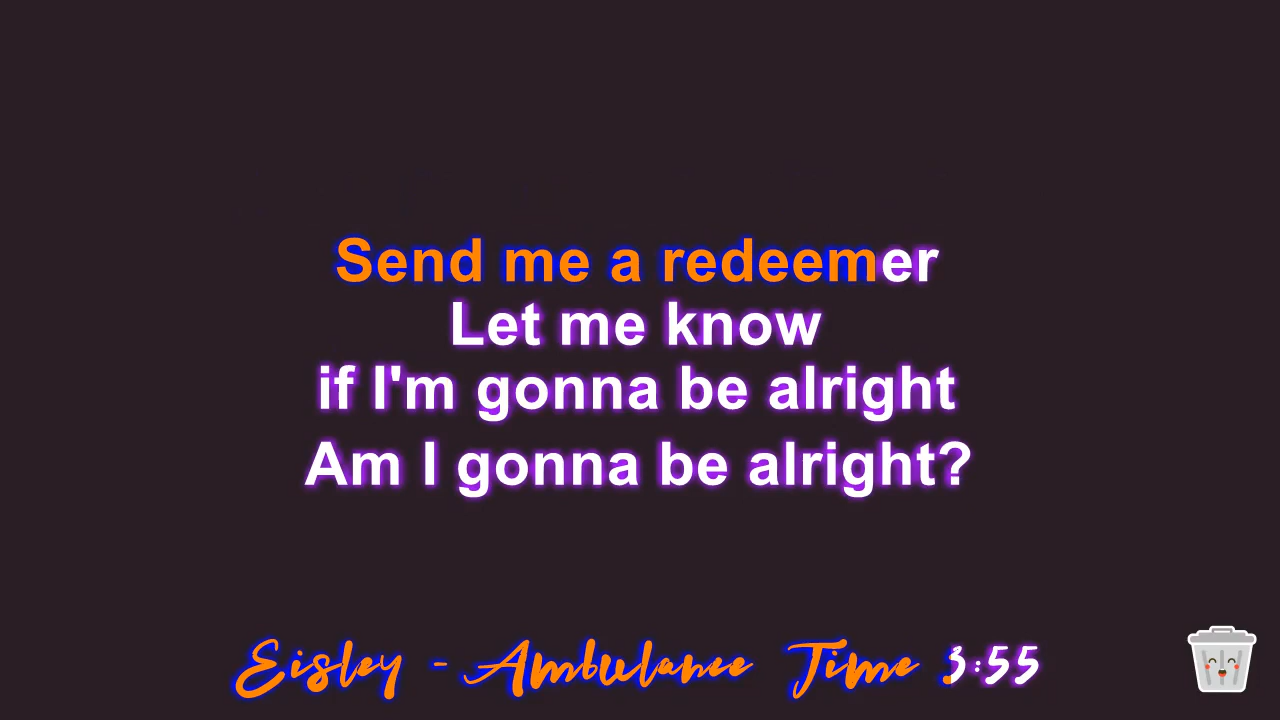 Send me a redeemer
Let me know
if I'm gonna be alright
Am I gonna be alright?
Eisley - Ambulance Time 3:55